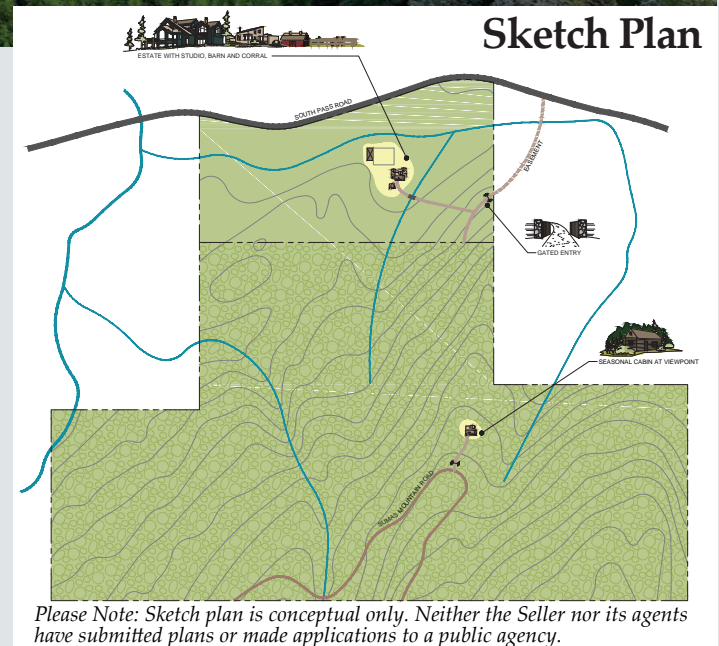 Sketch Plan
ESTATE WITH STUDIO, BARN AND CORRAL
SOUTH PASS ROAD
EASEMENT
GATED ENTRY
SEASONAL CABIN AT VIEWPOINT
SUMAS MOUNTAIN ROAD
Please Note: Sketch plan is conceptual only. Neither the Seller nor its agents
have submitted plans or made applications to a public agency.